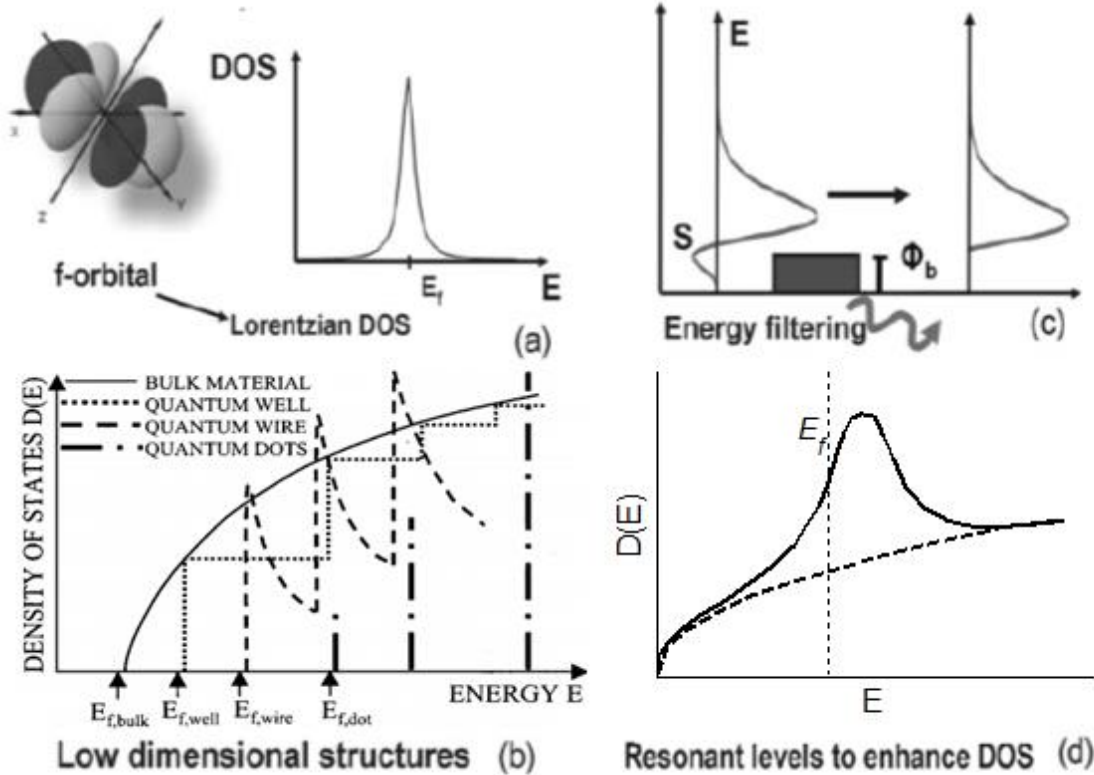 DOS
X
Z
Y
E_f
E
f-orbital
Lorentzian DOS
(a)
E
S
Φ_b
Energy filtering
(c)
DENSITY OF STATES D(E)
BULK MATERIAL
QUANTUM WELL
QUANTUM WIRE
QUANTUM DOTS
ENERGY E
E_f,bulk
E_f,well
E_f,wire
E_f,dot
Low dimensional structures
(b)
D(E)
E_f
E
Resonant levels to enhance DOS
(d)